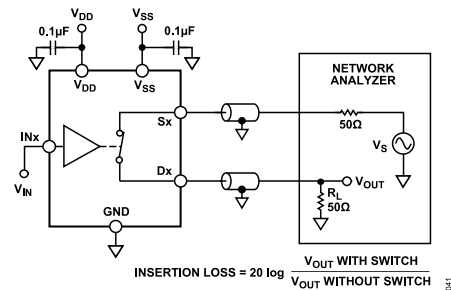 VDD VSS
0.1µF 0.1µF
VDD VSS
NETWORK
ANALYZER
INx
Sx
50Ω
VS
VIN
Dx
VOUT
RL
50Ω
GND
INSERTION LOSS = 20 log VOUT WITH SWITCH
VOUT WITHOUT SWITCH
041